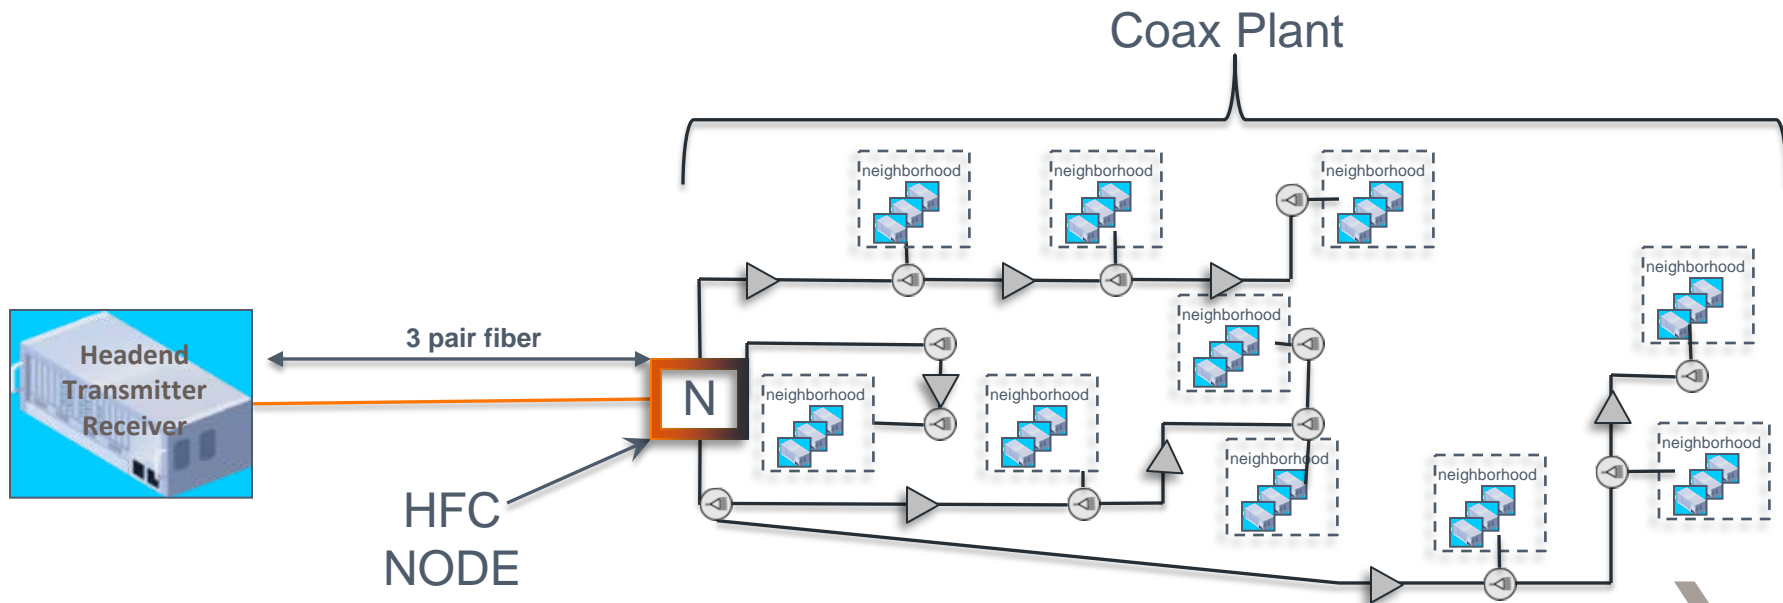 Coax Plant
neighborhood
neighborhood
neighborhood
neighborhood
neighborhood
3 pair fiber
Headend
Transmitter
Receiver
N
neighborhood
neighborhood
neighborhood
neighborhood
neighborhood
HFC
NODE